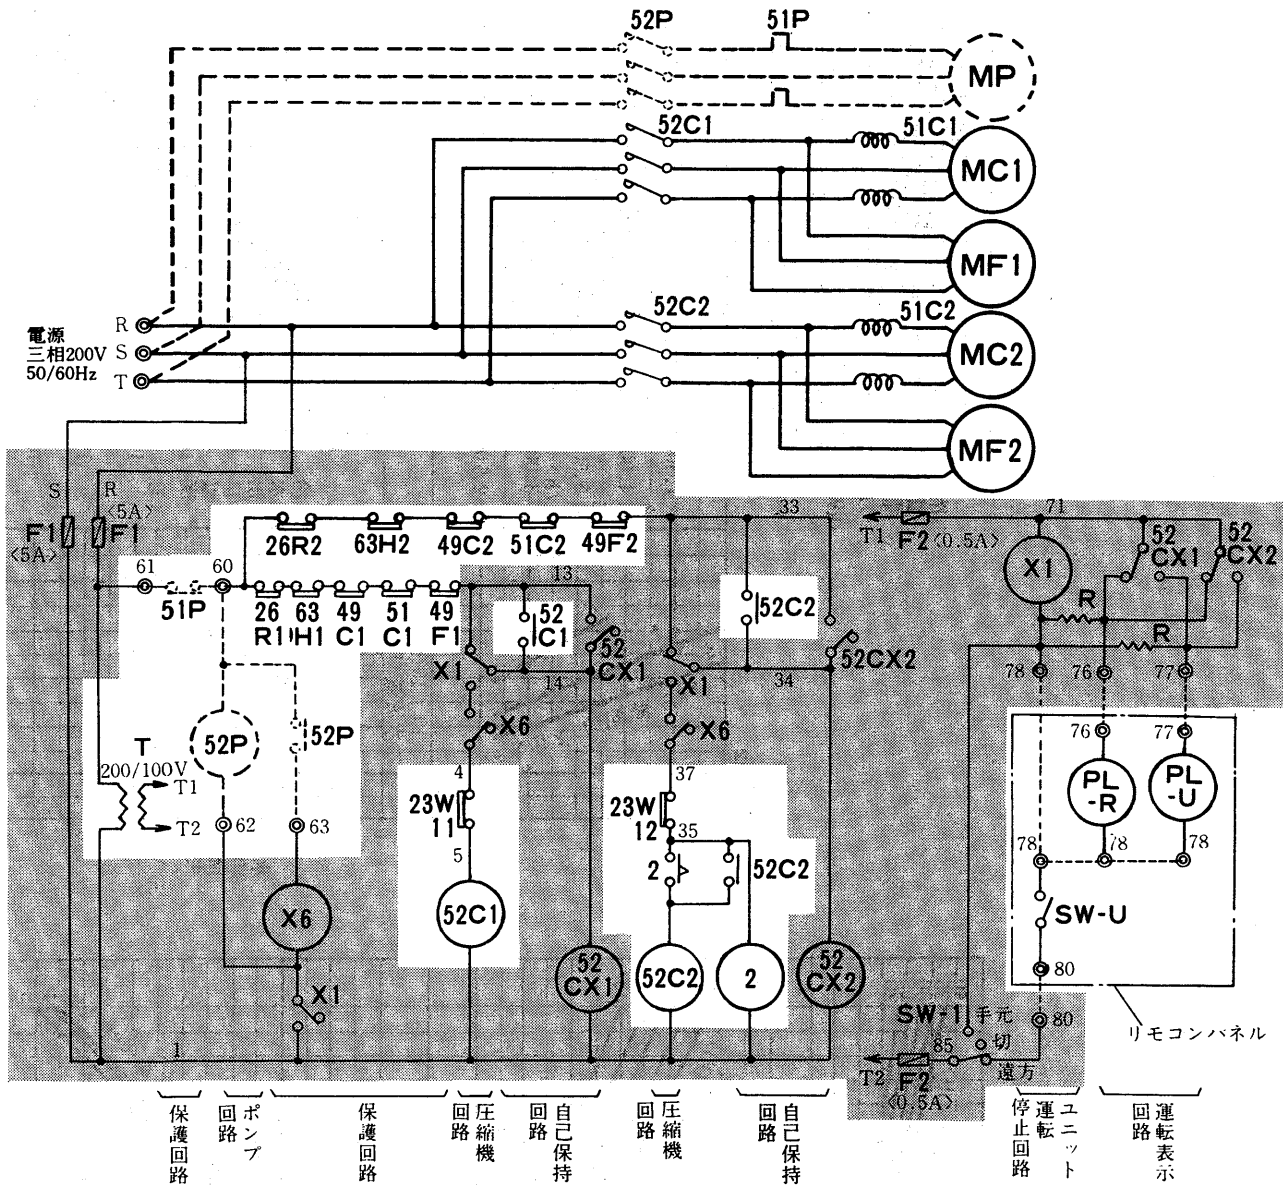 52P
51P
MP
52C1
51C1
MC1
MF1
52C2
51C2
MC2
MF2
電源
三相200V
50/60Hz
R
S
T
S
R
F1
〈5A〉
〈5A〉
F1
61
60
51P
26R2
63H2
49C2
51C2
49F2
33
26
R1
63
H1
49
C1
51
C1
49
F1
13
52
C1
52
CX1
X1
14
X6
52C2
52CX2
X1
34
X6
T1
F2
〈0.5A〉
71
X1
52
CX1
52
CX2
R
R
78
76
77
T
200/100V
T1
T2
52P
52P
62
63
X6
X1
4
23W
11
5
52C1
52
CX1
37
23W
12
35
2
52C2
52C2
2
52
CX2
76
77
PL
-R
PL
-U
78
78
78
SW-U
80
80
リモコンパネル
SW-1
手元
切
遠方
85
T2
F2
〈0.5A〉
1
保護回路
ポンプ
回路
保護回路
圧縮機
回路
自己保持
回路
圧縮機
回路
自己保持
回路
ユニット
運転
停止回路
運転表示
回路